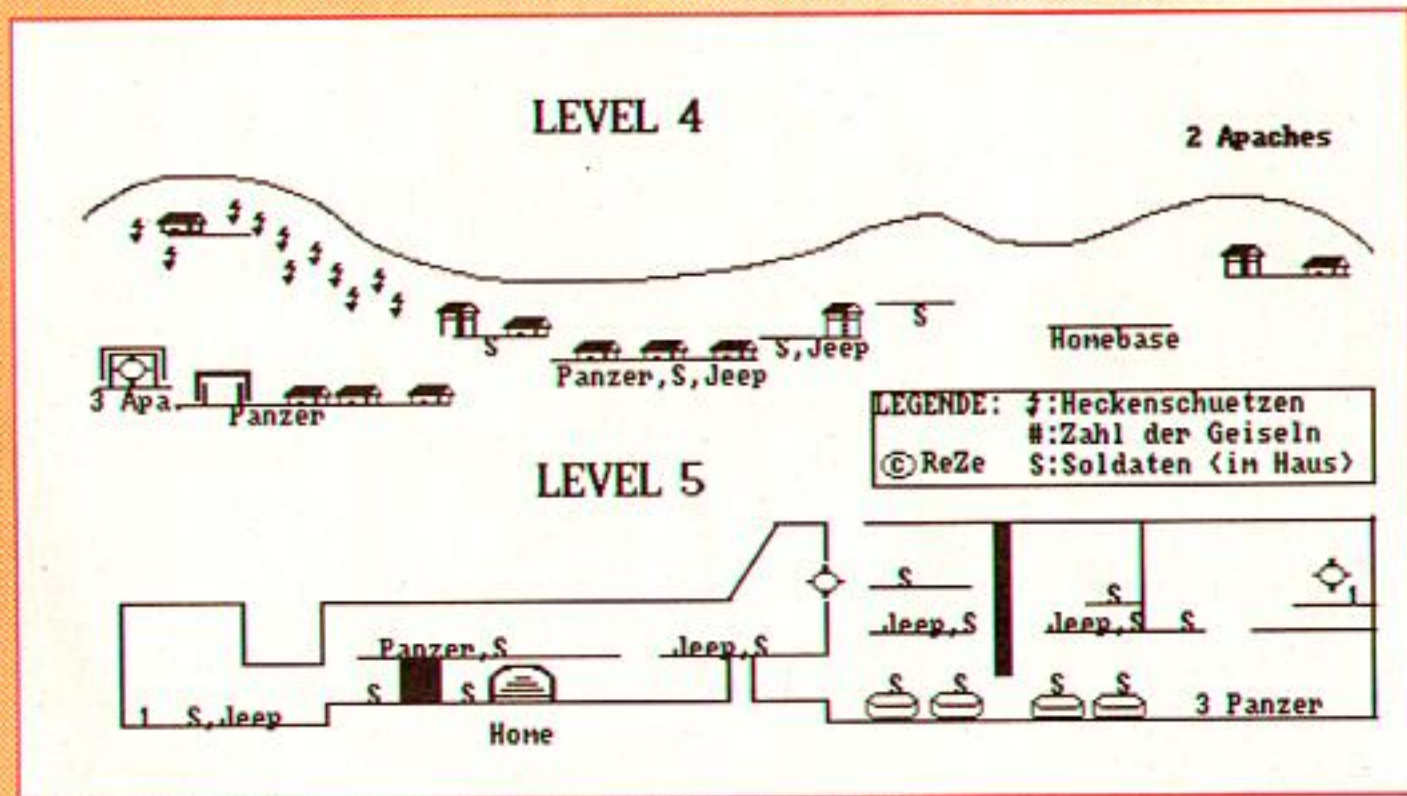 LEVEL 4
2 Apaches
S
S
S,Jeep
Homebase
Panzer,S,Jeep
3 Apa.
Panzer
LEGENDE: :Heckenschuetzen
#:Zahl der Geiseln
© ReZe S:Soldaten <im Haus>
LEVEL 5
S
S
1
Jeep,S
Jeep,S
S
Panzer,S
Jeep,S
S
S
S
S
S
S
1
S,Jeep
3 Panzer
Home